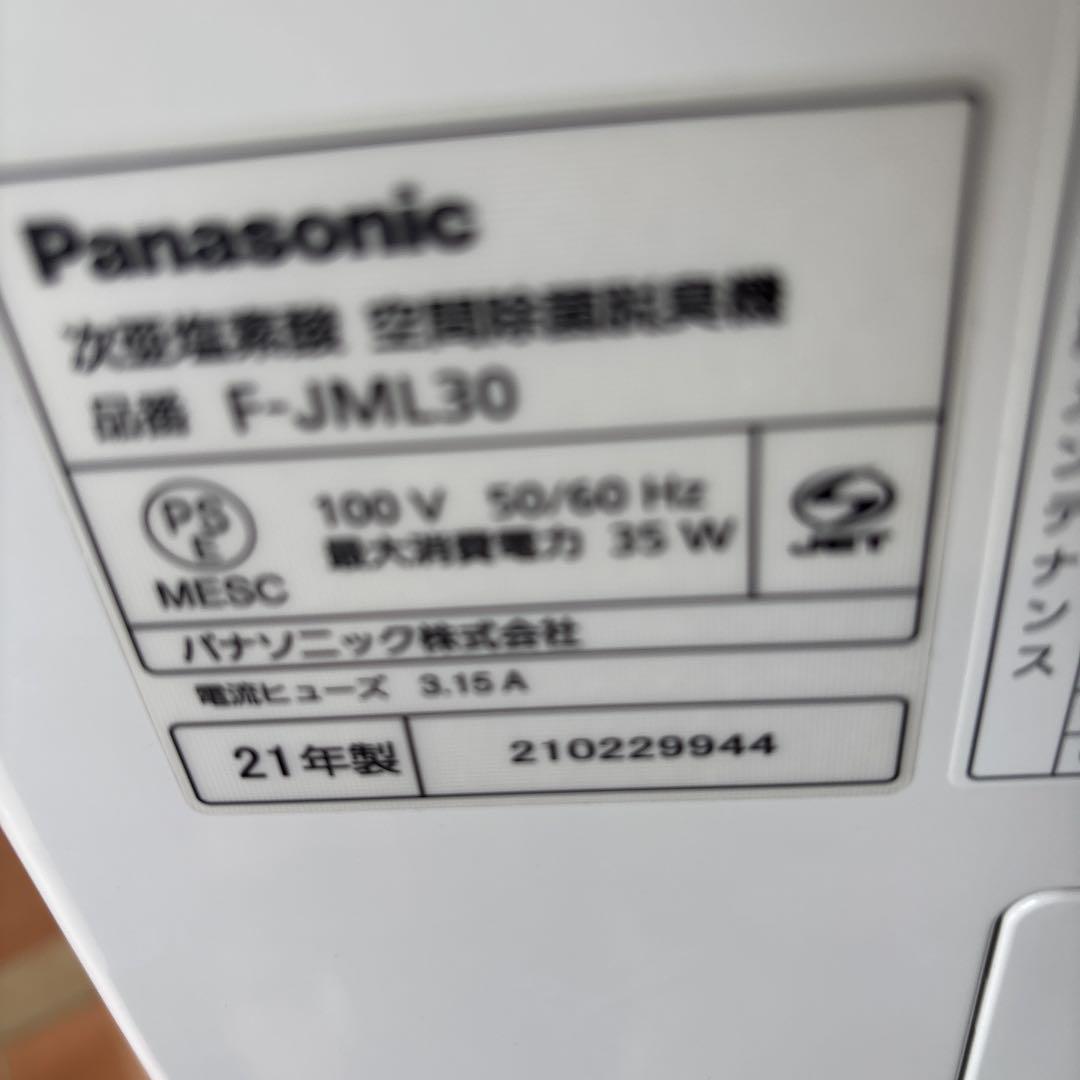 Panasonic
次亜塩素酸 空間除菌脱臭機
品番 F-JML30
PS
E
MESC
100 V 50/60 Hz
最大消費電力 35 W
JET
パナソニック株式会社
電流ヒューズ 3.15 A
21年製 210229944
メンテナンス